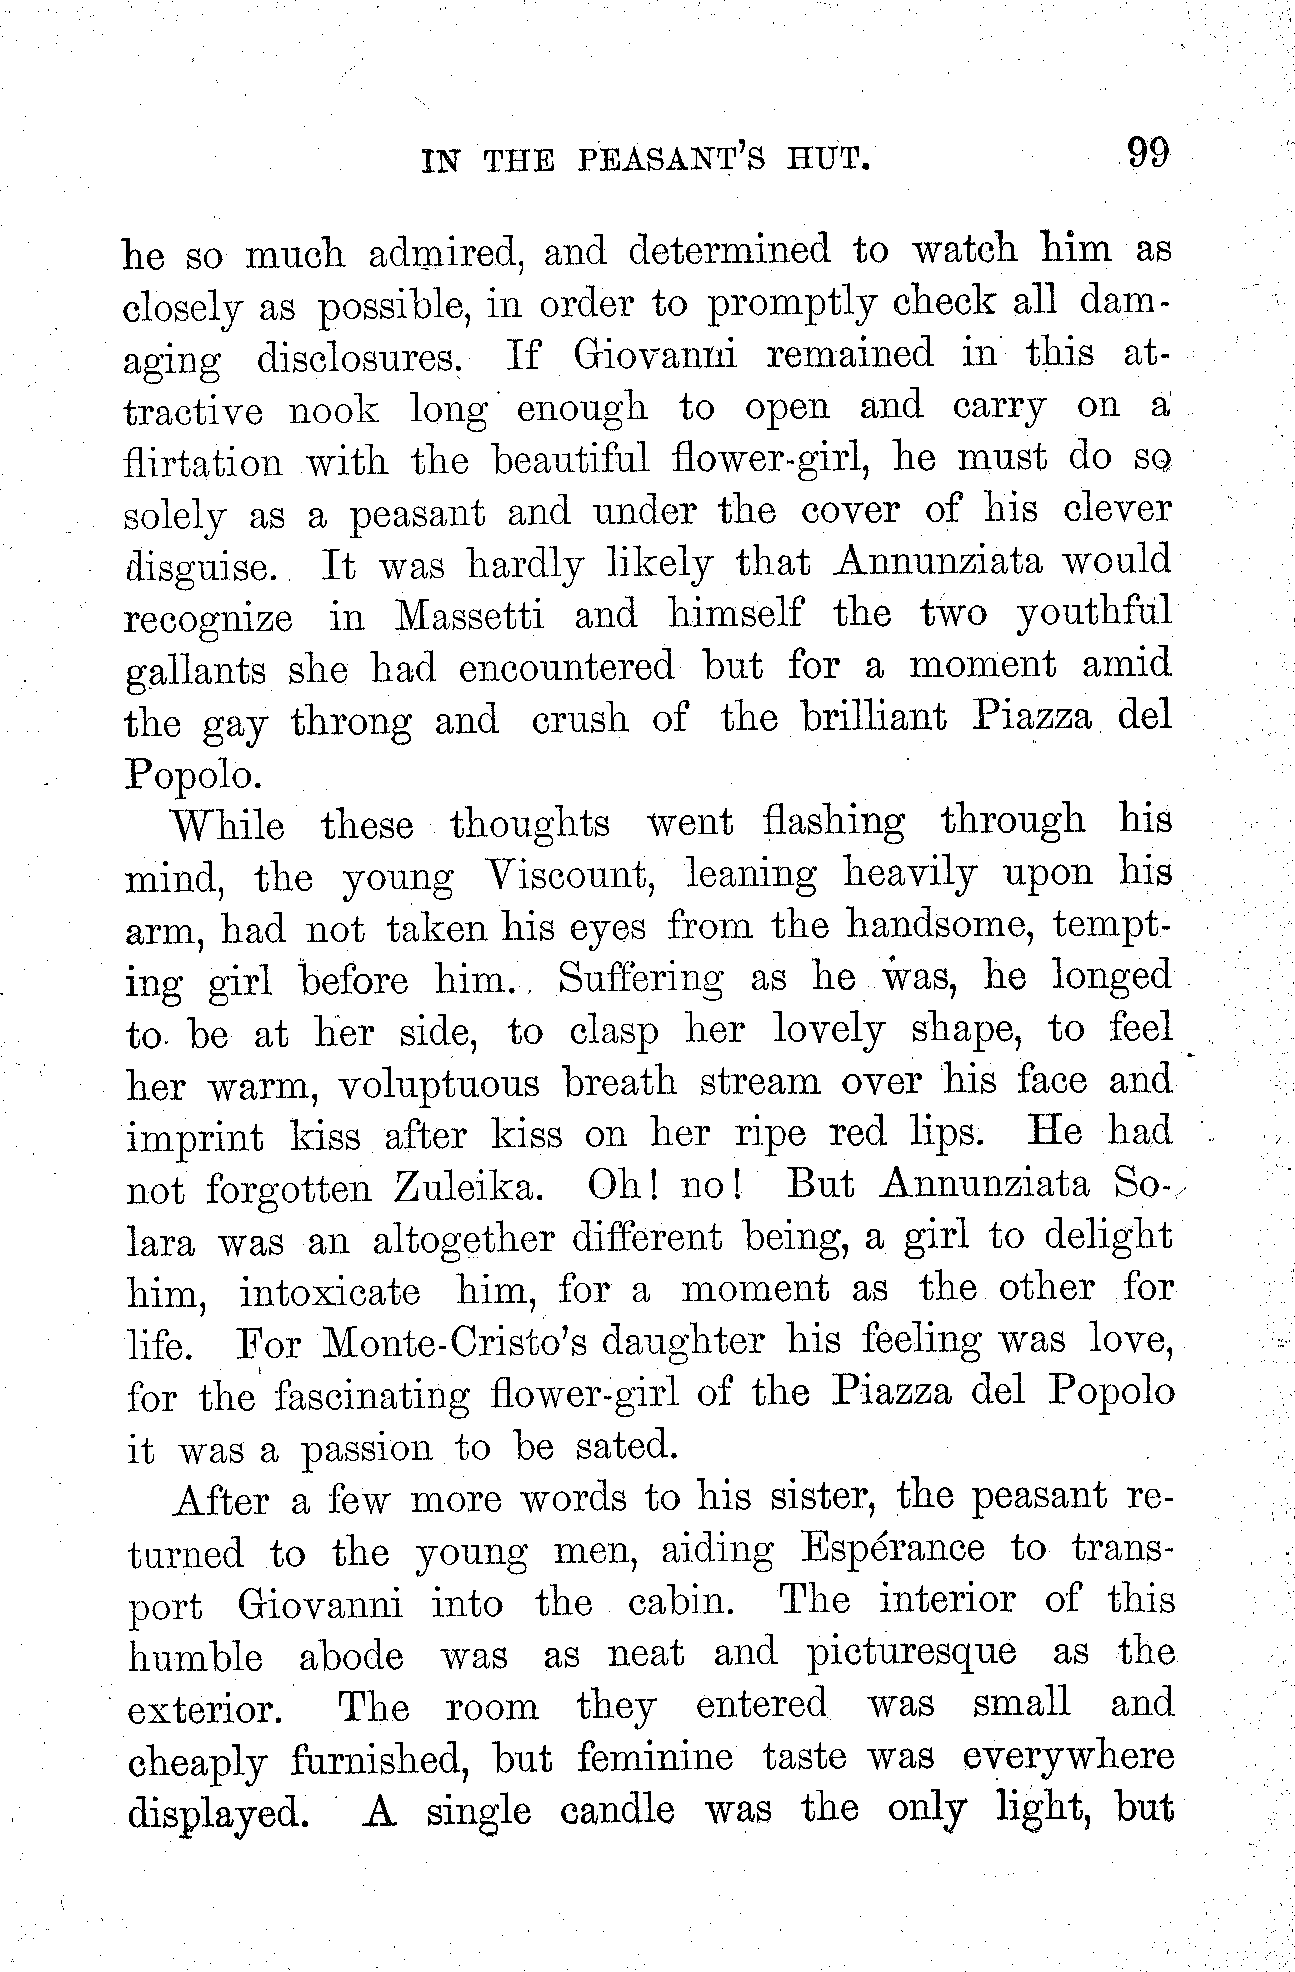 IN THE PEASANT'S HUT. 99
he so much admired, and determined to watch him as
closely as possible, in order to promptly check all dam-
aging disclosures. If Giovanni remained in this at-
tractive nook long enough to open and carry on a
flirtation with the beautiful flower-girl, he must do so
solely as a peasant and under the cover of his clever
disguise. It was hardly likely that Annunziata would
recognize in Massetti and himself the two youthful
gallants she had encountered but for a moment amid
the gay throng and crush of the brilliant Piazza del
Popolo.
While these thoughts went flashing through his
mind, the young Viscount, leaning heavily upon his
arm, had not taken his eyes from the handsome, tempt-
ing girl before him. Suffering as he was, he longed
to be at her side, to clasp her lovely shape, to feel
her warm, voluptuous breath stream over his face and
imprint kiss after kiss on her ripe red lips. He had
not forgotten Zuleika. Oh! no! But Annunziata So-
lara was an altogether different being, a girl to delight
him, intoxicate him, for a moment as the other for
life. For Monte-Cristo's daughter his feeling was love,
for the fascinating flower-girl of the Piazza del Popolo
it was a passion to be sated.
After a few more words to his sister, the peasant re-
turned to the young men, aiding Espérance to trans-
port Giovanni into the cabin. The interior of this
humble abode was as neat and picturesque as the
exterior. The room they entered was small and
cheaply furnished, but feminine taste was everywhere
displayed. A single candle was the only light, but